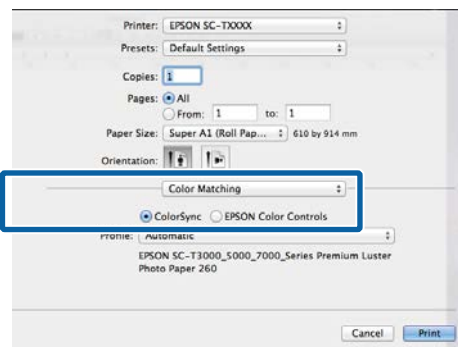 Printer: EPSON SC-TXXXX
Presets: Default Settings
Copies: 1
Pages: All
From: 1 to: 1
Paper Size: Super A1 (Roll Pap... 610 by 914 mm
Orientation:
Color Matching
ColorSync EPSON Color Controls
Profile: Automatic
EPSON SC-T3000_5000_7000_Series Premium Luster
Photo Paper 260
Cancel Print